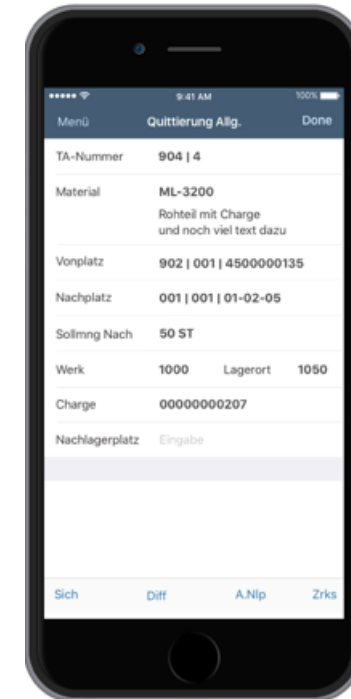 9:41 AM 100%
Menü Quittierung Allg. Done
TA-Nummer 904 | 4
Material ML-3200
Rohteil mit Charge
und noch viel text dazu
Vonplatz 902 | 001 | 4500000135
Nachplatz 001 | 001 | 01-02-05
Sollmng Nach 50 ST
Werk 1000 Lagerort 1050
Charge 00000000207
Nachlagerplatz Eingabe
Sich Diff A.Nlp Zrks